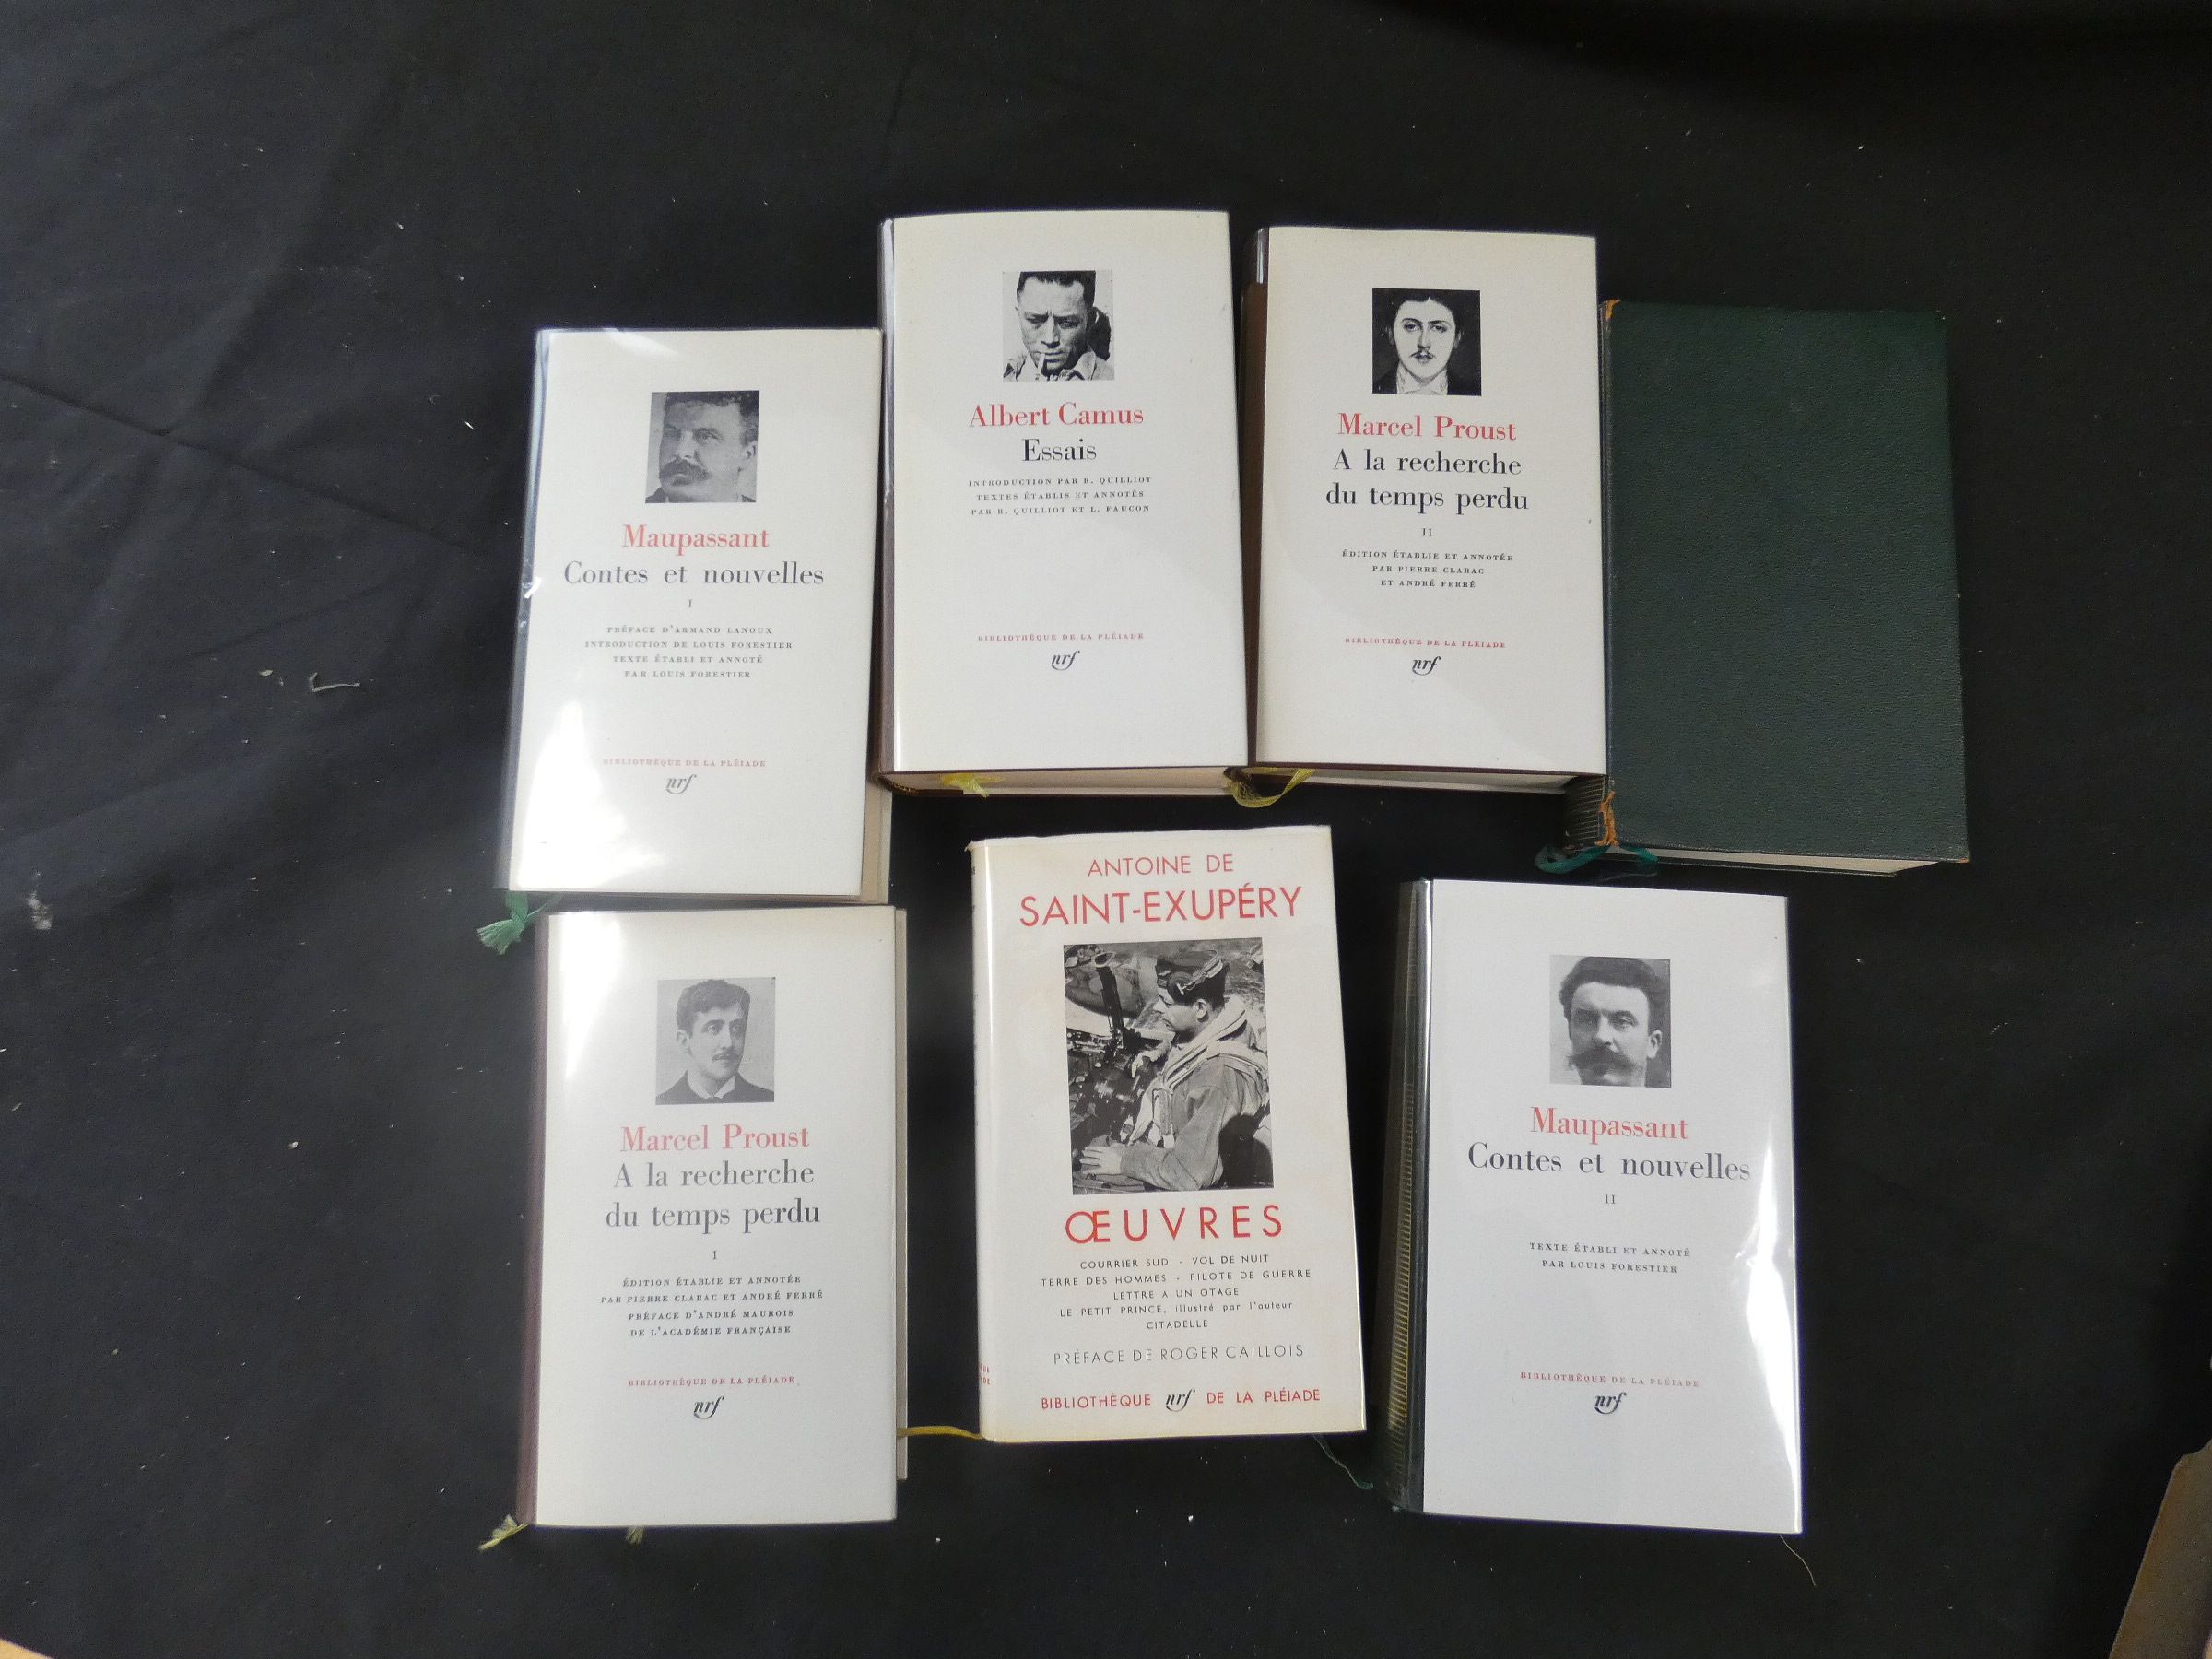 Maupassant
Contes et nouvelles
I
PRÉFACE D'ARMAND LANOUX
INTRODUCTION DE LOUIS FORESTIER
TEXTE ÉTABLI ET ANNOTÉ
PAR LOUIS FORESTIER
BIBLIOTHÈQUE DE LA PLÉIADE
nrf
Albert Camus
Essais
INTRODUCTION PAR R. QUILLIOT
TEXTES ÉTABLIS ET ANNOTÉS
PAR R. QUILLIOT ET L. FAUCON
BIBLIOTHÈQUE DE LA PLÉIADE
nrf
Marcel Proust
A la recherche
du temps perdu
II
ÉDITION ÉTABLIE ET ANNOTÉE
PAR PIERRE CLARAC
ET ANDRÉ FERRÉ
BIBLIOTHÈQUE DE LA PLÉIADE
nrf
Marcel Proust
A la recherche
du temps perdu
I
ÉDITION ÉTABLIE ET ANNOTÉE
PAR PIERRE CLARAC ET ANDRÉ FERRÉ
PRÉFACE D'ANDRÉ MAUROIS
DE L'ACADÉMIE FRANÇAISE
BIBLIOTHÈQUE DE LA PLÉIADE
nrf
ANTOINE DE
SAINT-EXUPÉRY
ŒUVRES
COURRIER SUD - VOL DE NUIT
TERRE DES HOMMES - PILOTE DE GUERRE
LETTRE A UN OTAGE
LE PETIT PRINCE, illustré par l'auteur
CITADELLE
PRÉFACE DE ROGER CAILLOIS
BIBLIOTHÈQUE nrf DE LA PLÉIADE
Maupassant
Contes et nouvelles
II
TEXTE ÉTABLI ET ANNOTÉ
PAR LOUIS FORESTIER
BIBLIOTHÈQUE DE LA PLÉIADE
nrf